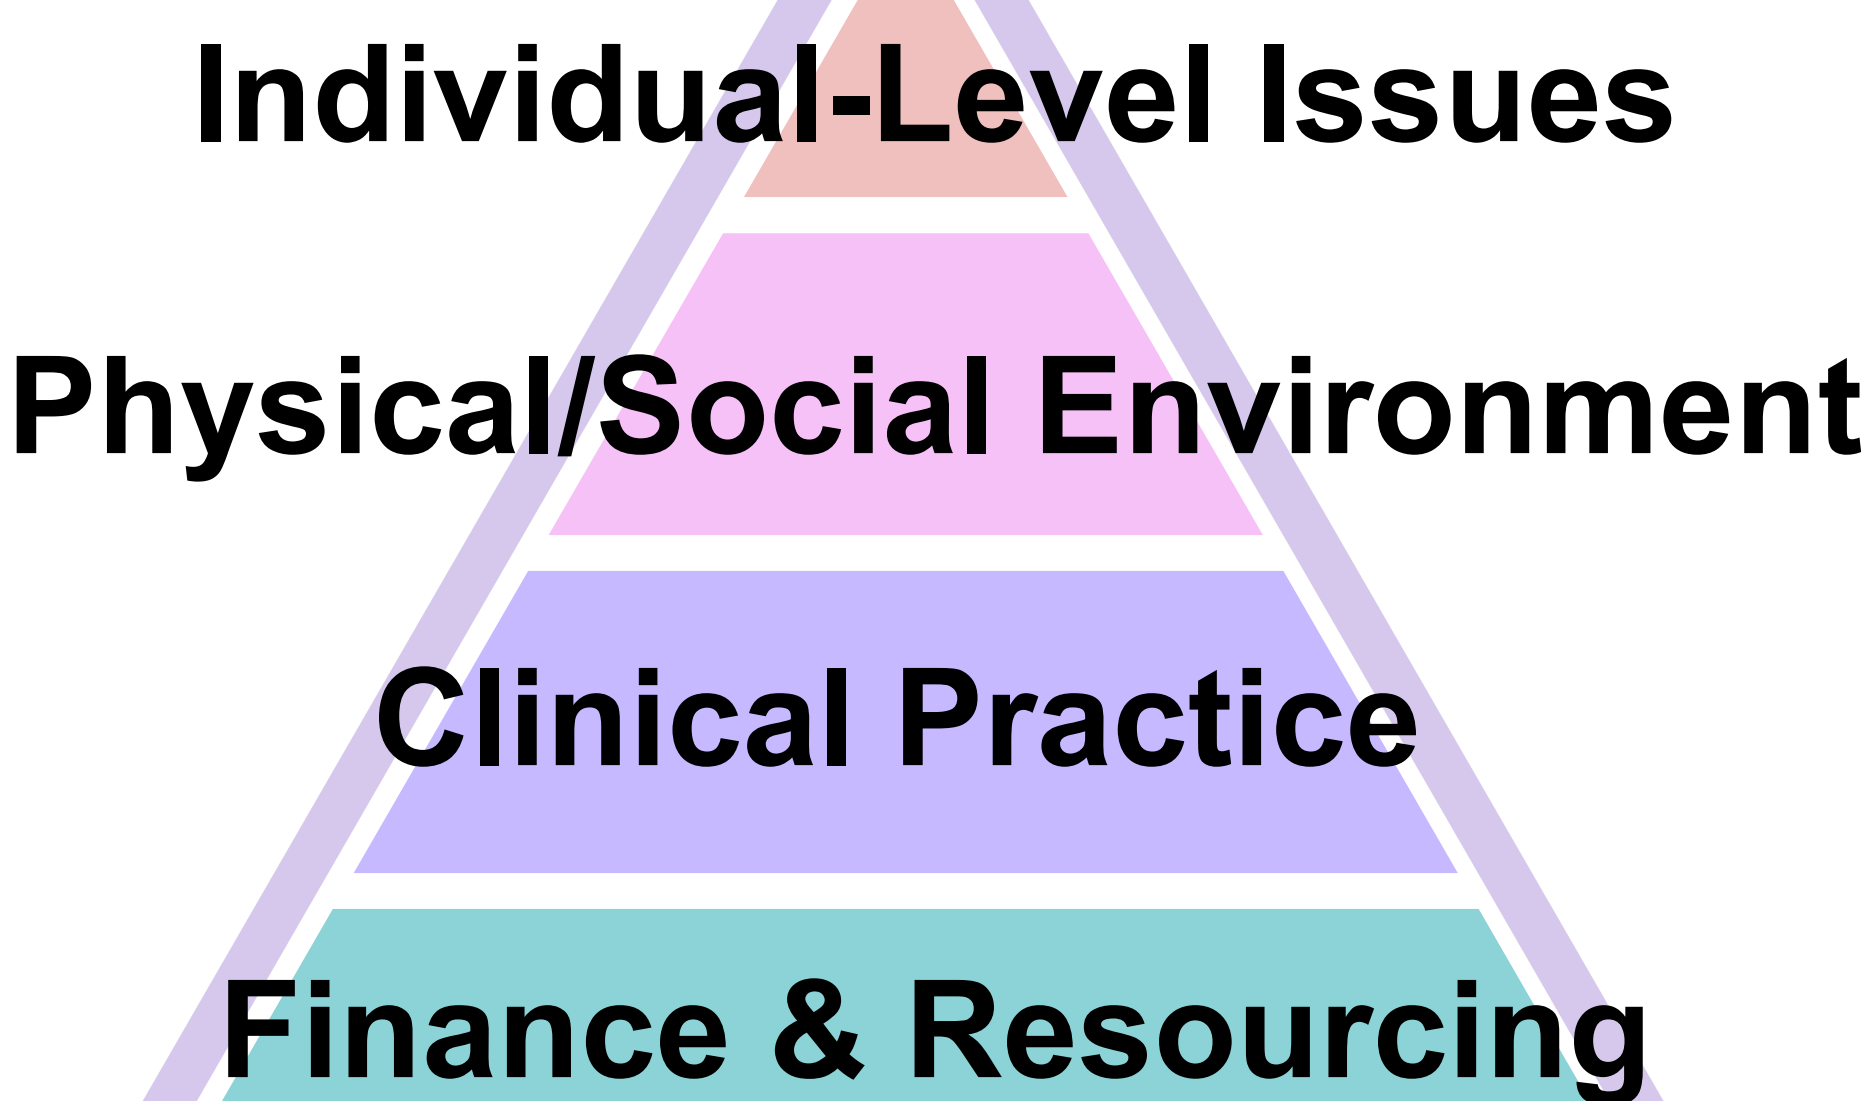 Individual-Level Issues
Physical/Social Environment
Clinical Practice
Finance & Resourcing